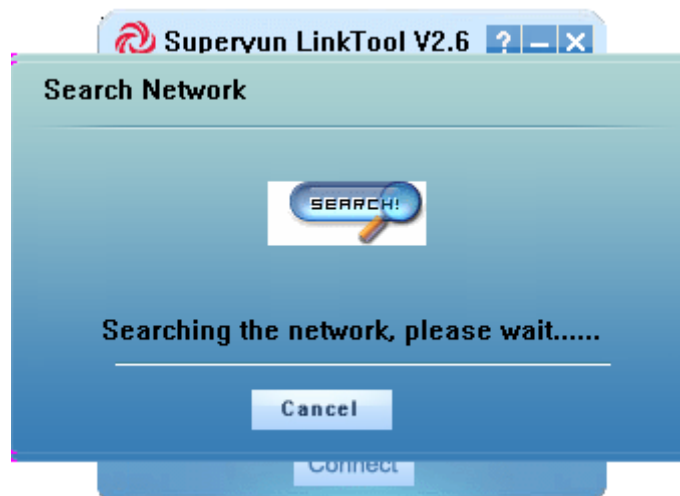 Superyun LinkTool V2.6 ? – ×
Search Network
SEARCH!
Searching the network, please wait......
Cancel
Connect